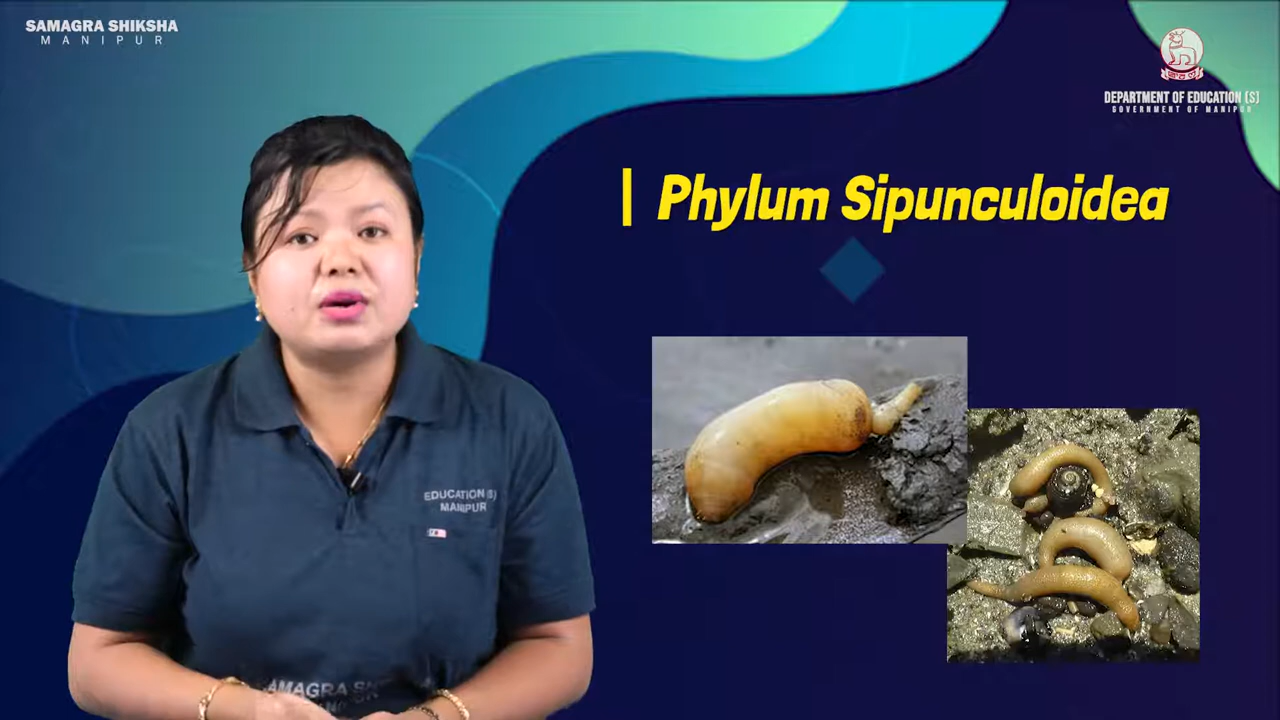 SAMAGRA SHIKSHA
MANIPUR
DEPARTMENT OF EDUCATION (S)
GOVERNMENT OF MANIPUR
Phylum Sipunculoidea
EDUCATION (S)
MANIPUR